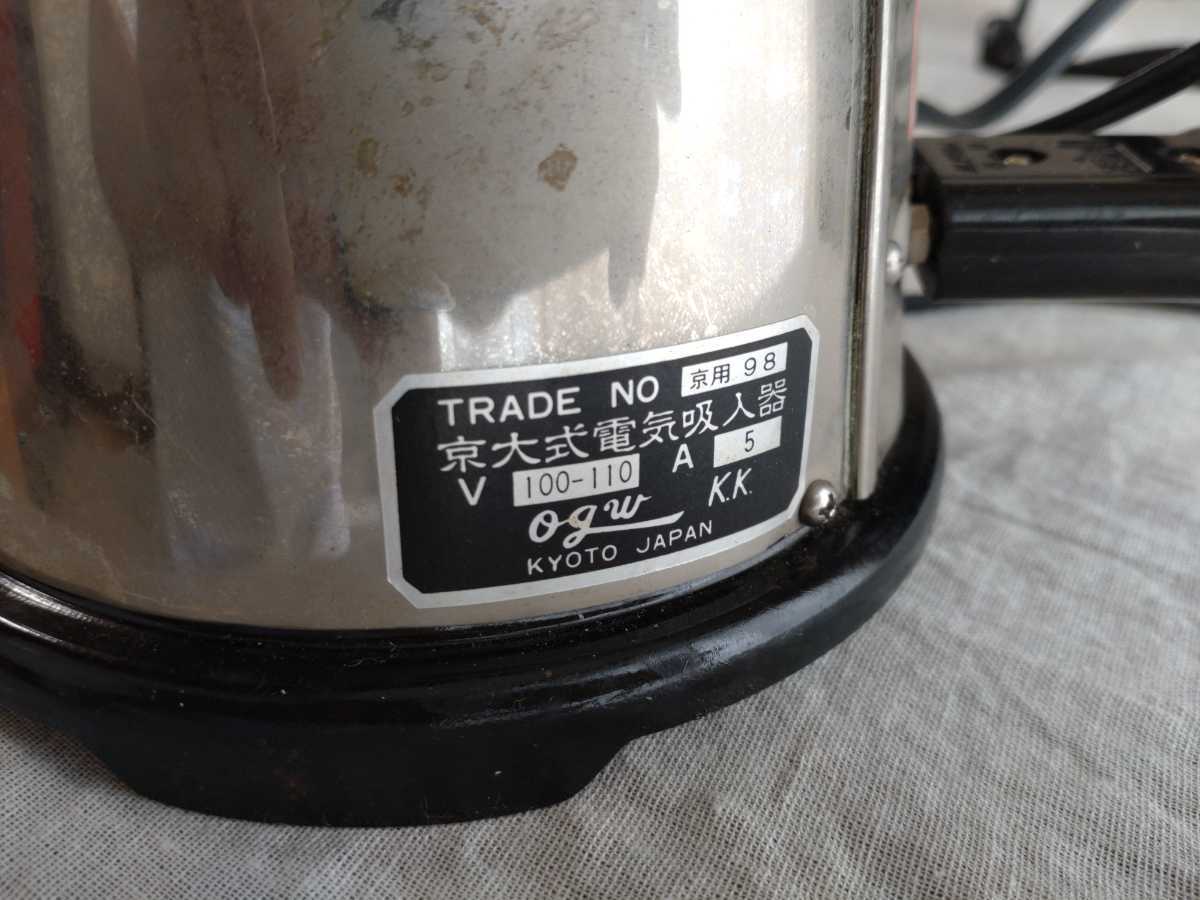 TRADE NO 京用 98
京大式電気吸入器
V 100-110 A 5
ogw K.K.
KYOTO JAPAN